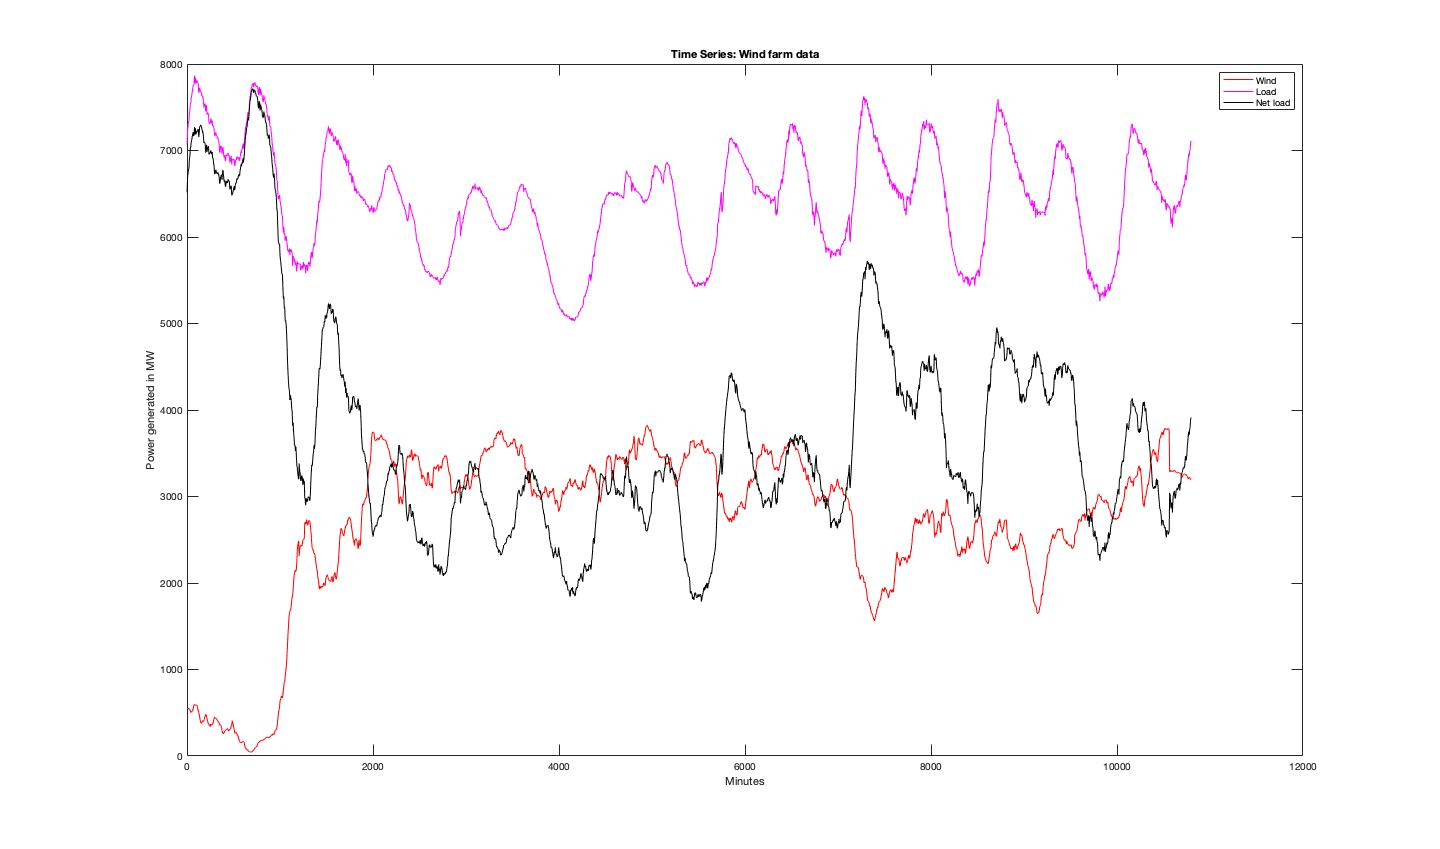 Time Series: Wind farm data
Wind
Load
Net load
Power generated in MW
8000
7000
6000
5000
4000
3000
2000
1000
0
0 2000 4000 6000 8000 10000 12000
Minutes